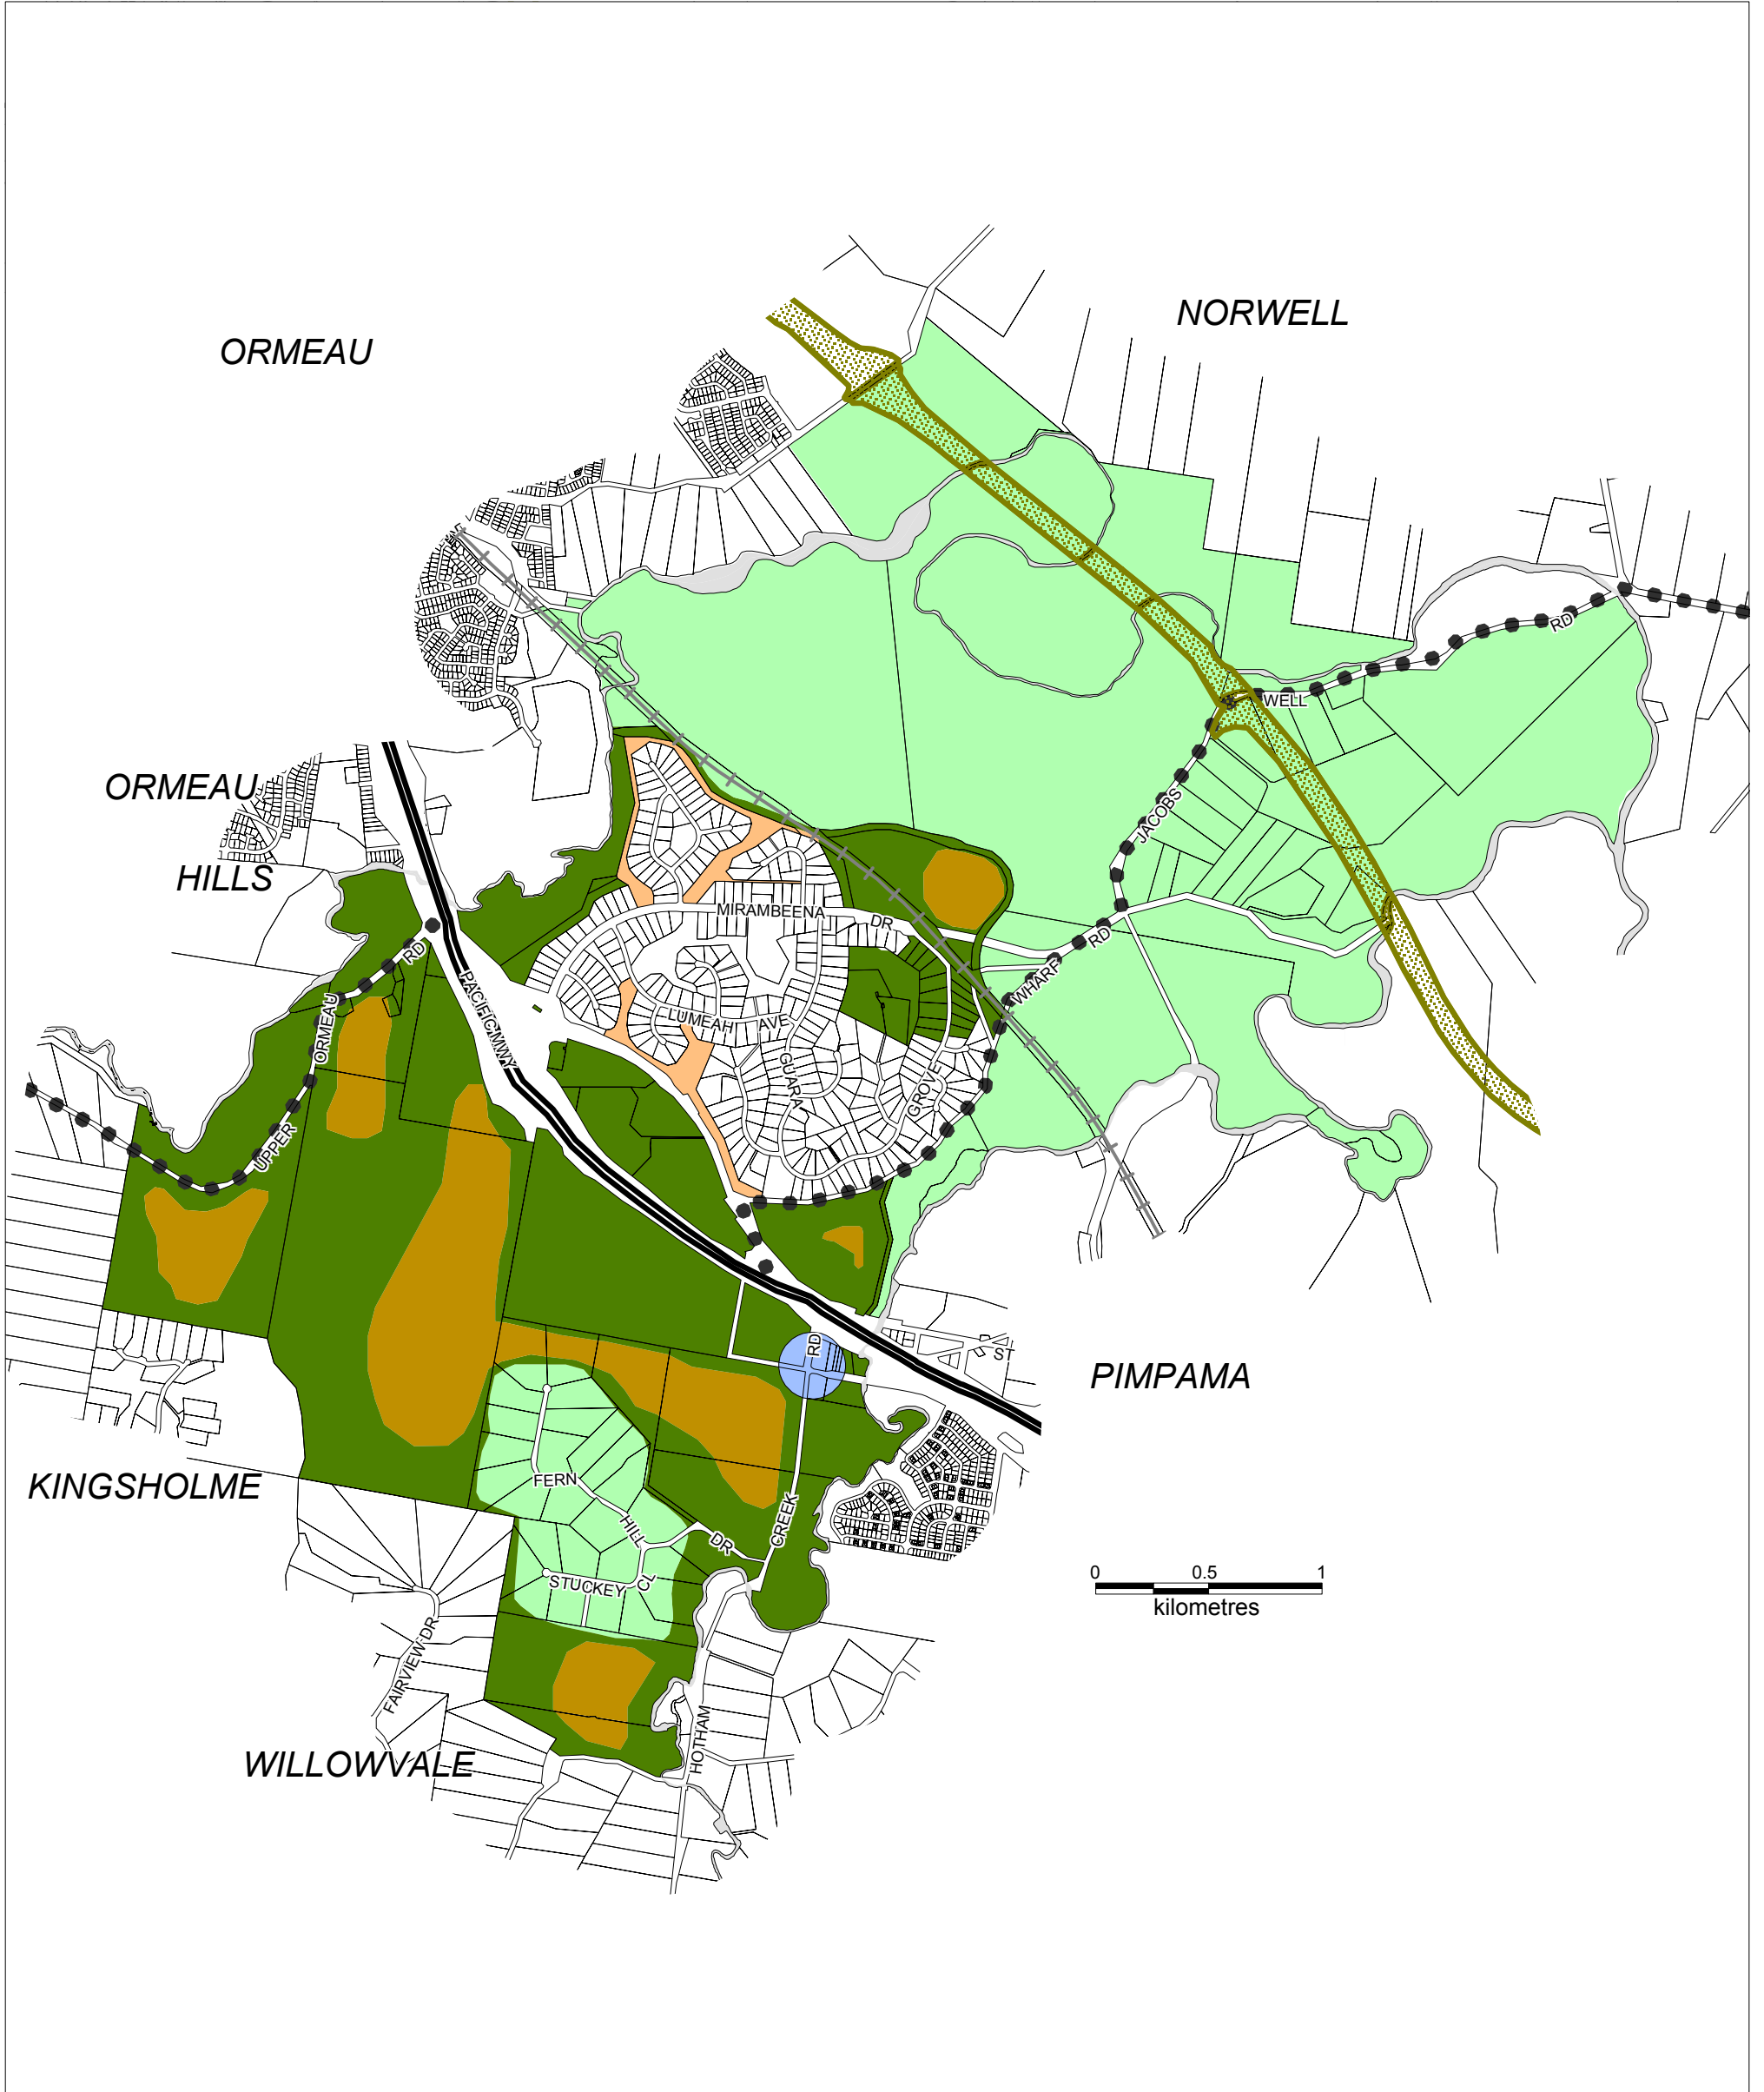 NORWELL
ORMEAU
RD
WELL
ORMEAU
HILLS
JACOBS
MIRAMBEENA
DR
RD
WHARF
RD
ORMEAU
UPPER
PACIFIC MWY
LUMEAH
AVE
GUARA
GROVE
RD
ST
PIMPAMA
KINGSHOLME
FERN
HILL
DR
CREEK
STUCKEY
CL
0 0.5 1
kilometres
FAIRVIEW DR
HOTHAM
WILLOWVALE